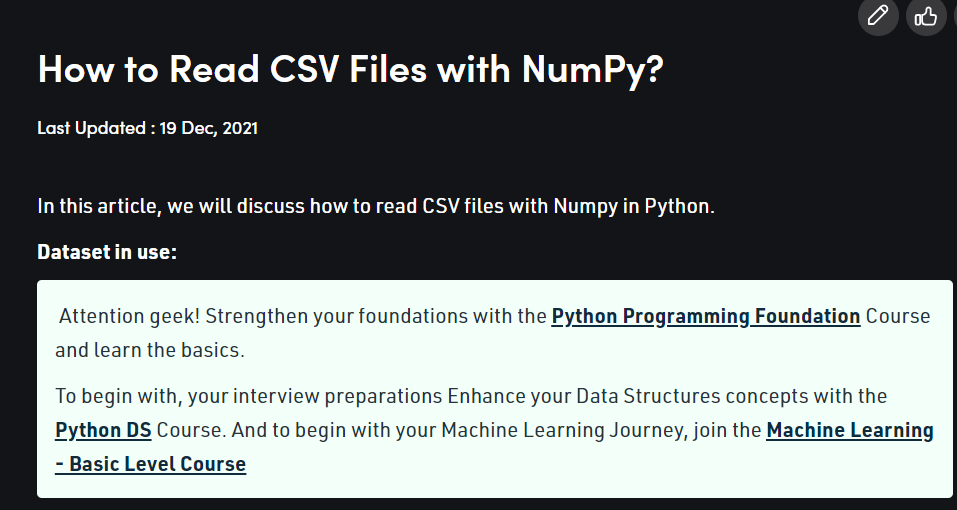 How to Read CSV Files with NumPy?
Last Updated : 19 Dec, 2021
In this article, we will discuss how to read CSV files with Numpy in Python.
Dataset in use:
Attention geek! Strengthen your foundations with the Python Programming Foundation Course
and learn the basics.
To begin with, your interview preparations Enhance your Data Structures concepts with the
Python DS Course. And to begin with your Machine Learning Journey, join the Machine Learning
- Basic Level Course